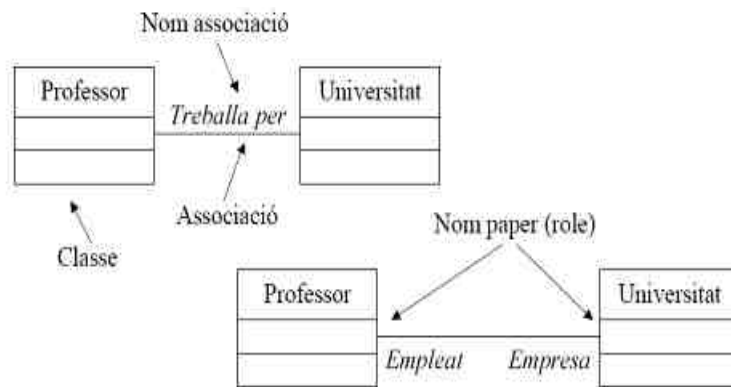 Nom associació
Professor
Treballa per
Universitat
Associació
Classe
Nom paper (role)
Professor
Universitat
Empleat
Empresa